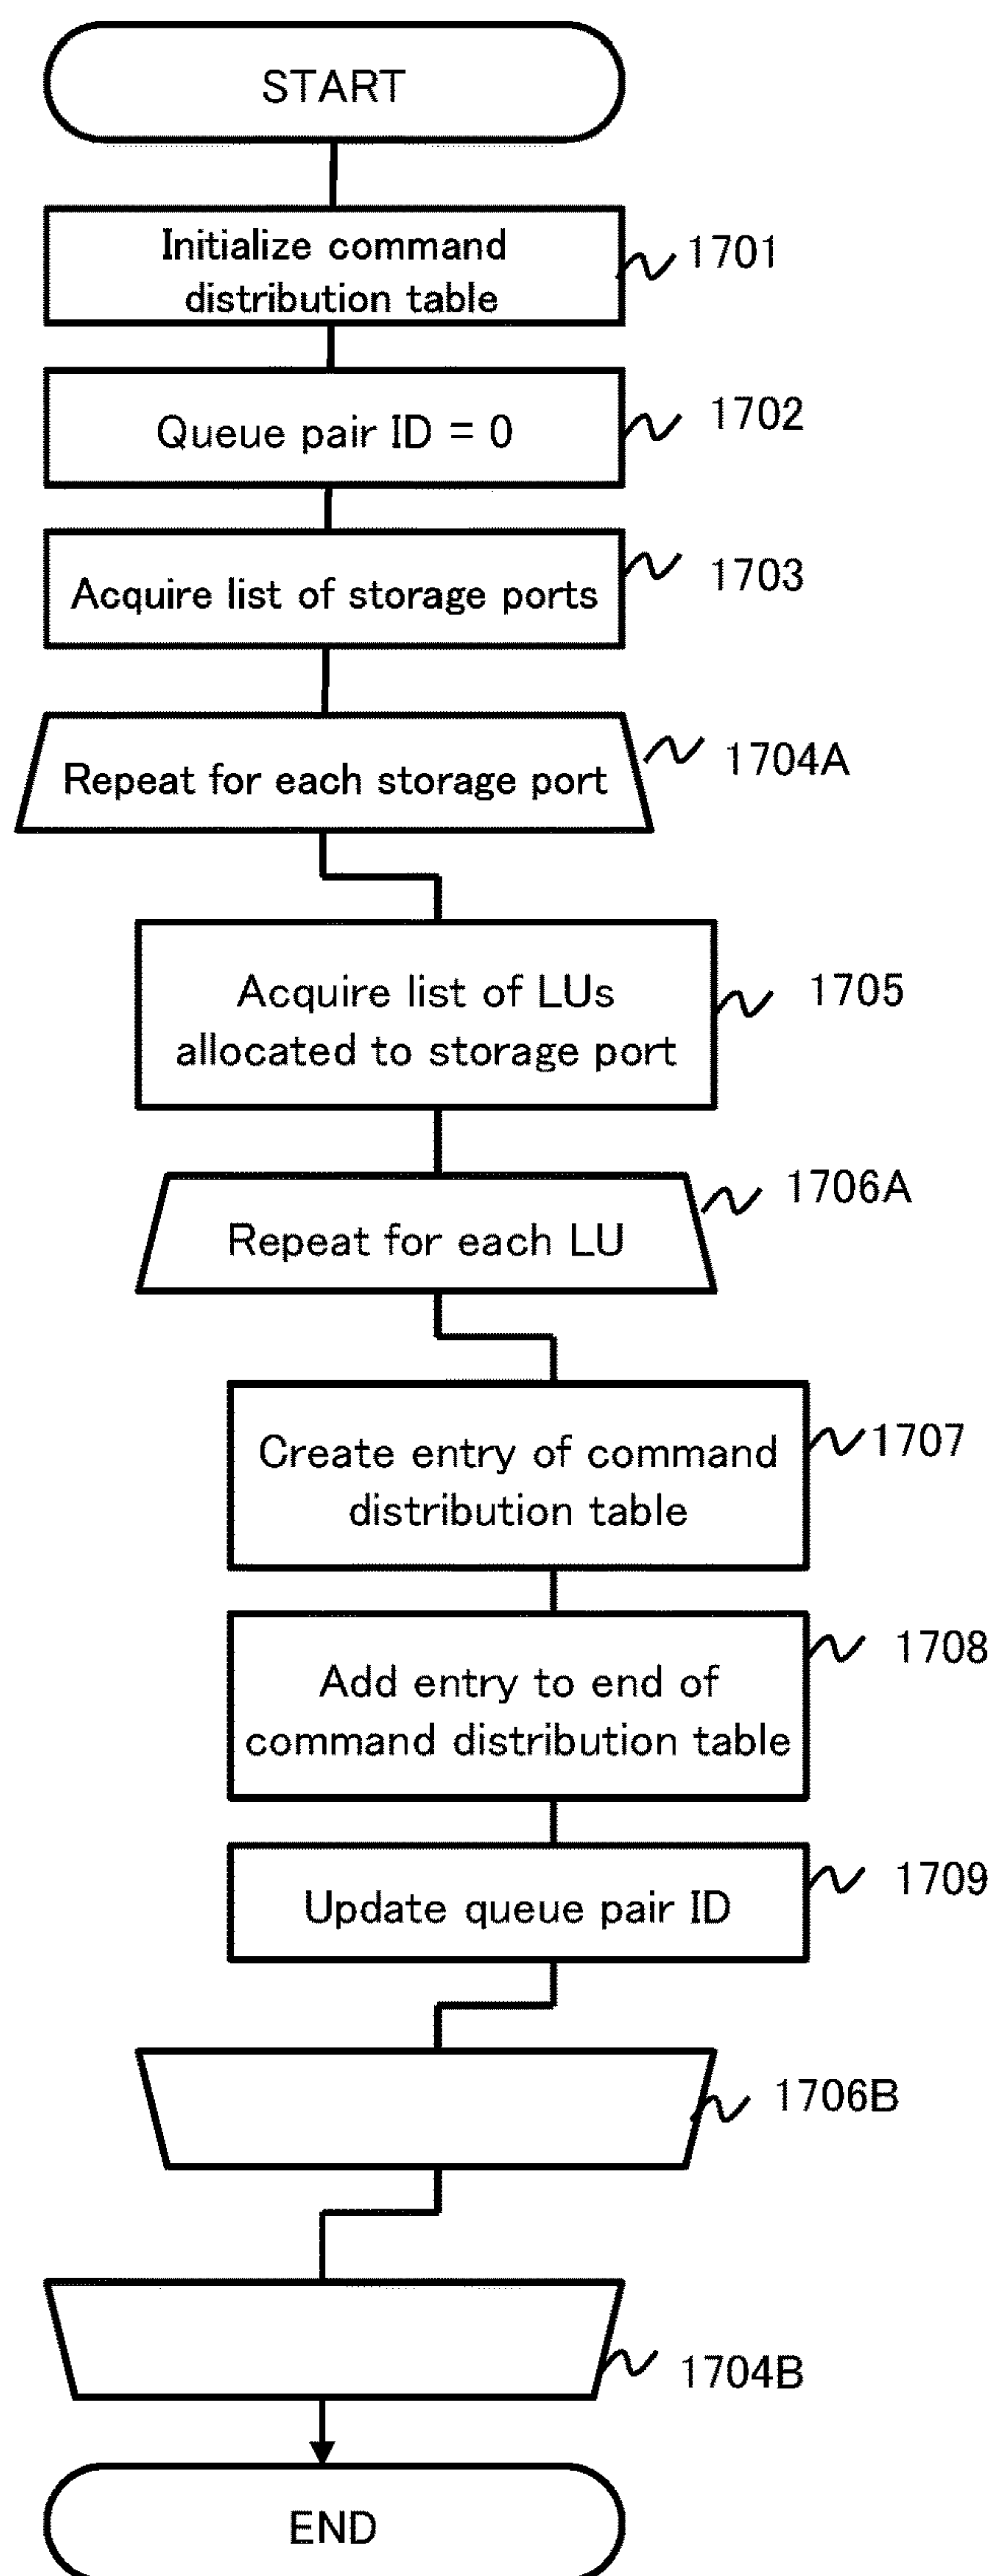 START
Initialize command
distribution table
1701
Queue pair ID = 0
1702
Acquire list of storage ports
1703
Repeat for each storage port
1704A
Acquire list of LUs
allocated to storage port
1705
Repeat for each LU
1706A
Create entry of command
distribution table
1707
Add entry to end of
command distribution table
1708
Update queue pair ID
1709
1706B
1704B
END